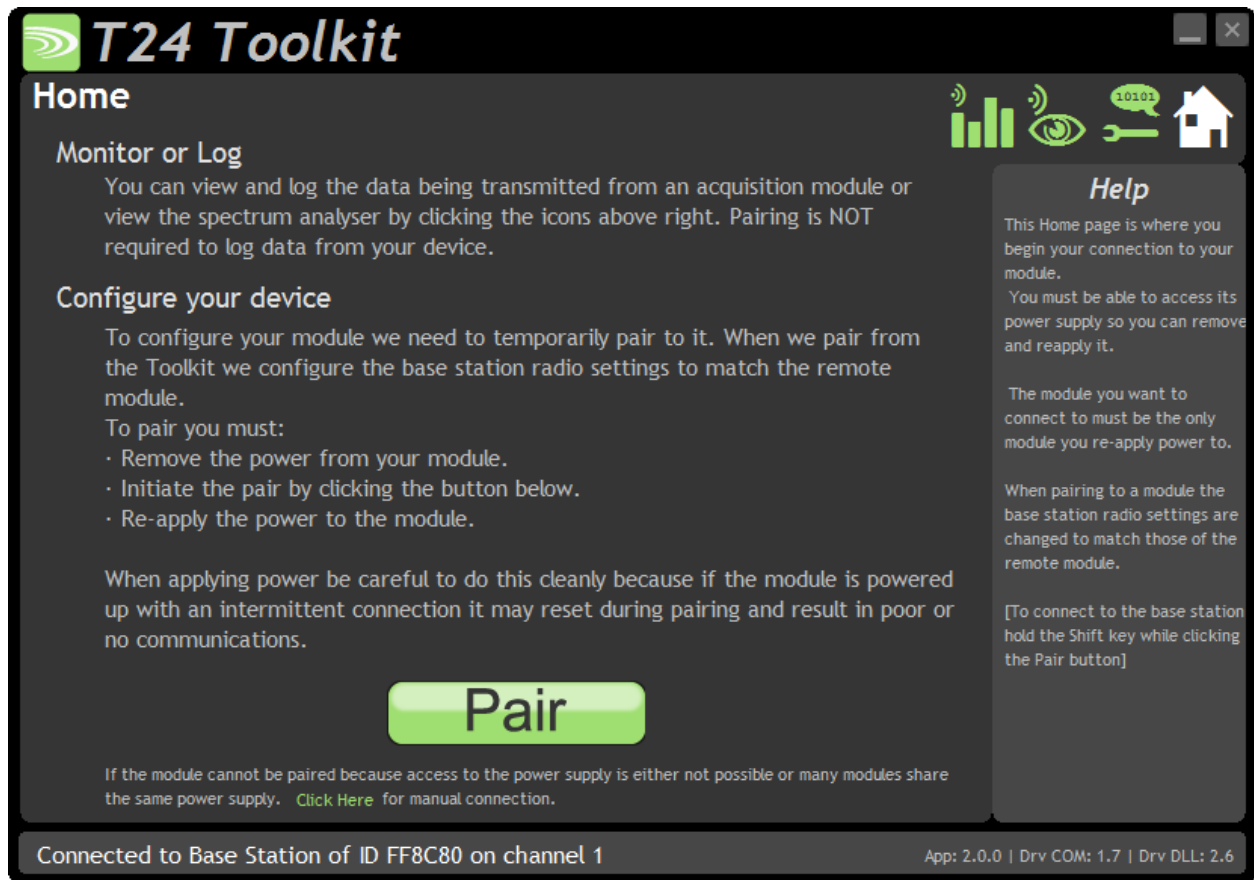 T24 Toolkit
Home
10101
Monitor or Log
You can view and log the data being transmitted from an acquisition module or
view the spectrum analyser by clicking the icons above right. Pairing is NOT
required to log data from your device.
Configure your device
To configure your module we need to temporarily pair to it. When we pair from
the Toolkit we configure the base station radio settings to match the remote
module.
To pair you must:
· Remove the power from your module.
· Initiate the pair by clicking the button below.
· Re-apply the power to the module.
When applying power be careful to do this cleanly because if the module is powered
up with an intermittent connection it may reset during pairing and result in poor or
no communications.
Pair
If the module cannot be paired because access to the power supply is either not possible or many modules share
the same power supply. Click Here for manual connection.
Help
This Home page is where you
begin your connection to your
module.
You must be able to access its
power supply so you can remove
and reapply it.
The module you want to
connect to must be the only
module you re-apply power to.
When pairing to a module the
base station radio settings are
changed to match those of the
remote module.
[To connect to the base station
hold the Shift key while clicking
the Pair button]
Connected to Base Station of ID FF8C80 on channel 1
App: 2.0.0 | Drv COM: 1.7 | Drv DLL: 2.6